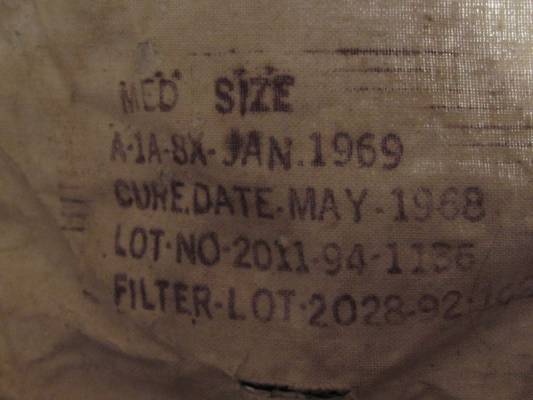 MED SIZE
A-1A-8X-JAN.1969
CURE.DATE-MAY-1968
LOT-NO-2011-94-1136
FILTER-LOT-2028-92-